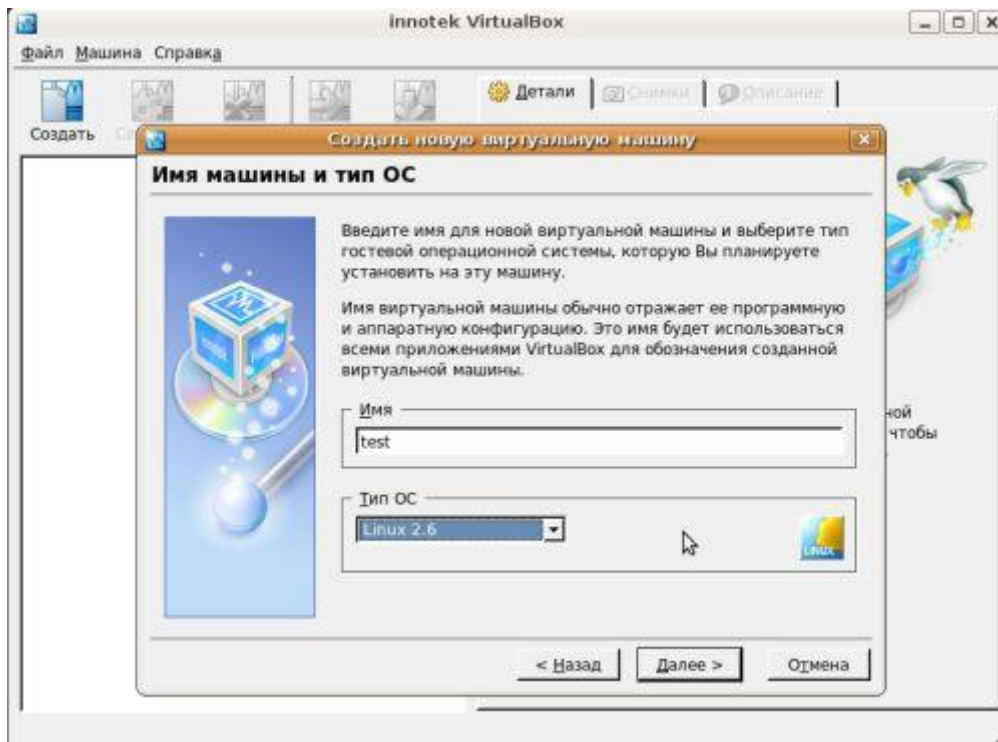 innotek VirtualBox
Файл Машина Справка
Создать
Детали Снимки Описание
Создать новую виртуальную машину
Имя машины и тип ОС
Введите имя для новой виртуальной машины и выберите тип
гостевой операционной системы, которую Вы планируете
установить на эту машину.
Имя виртуальной машины обычно отражает ее программную
и аппаратную конфигурацию. Это имя будет использоваться
всеми приложениями VirtualBox для обозначения созданной
виртуальной машины.
ной
чтобы
Имя
test
Тип ОС
Linux 2.6
LINUX
< Назад Далее > Отмена